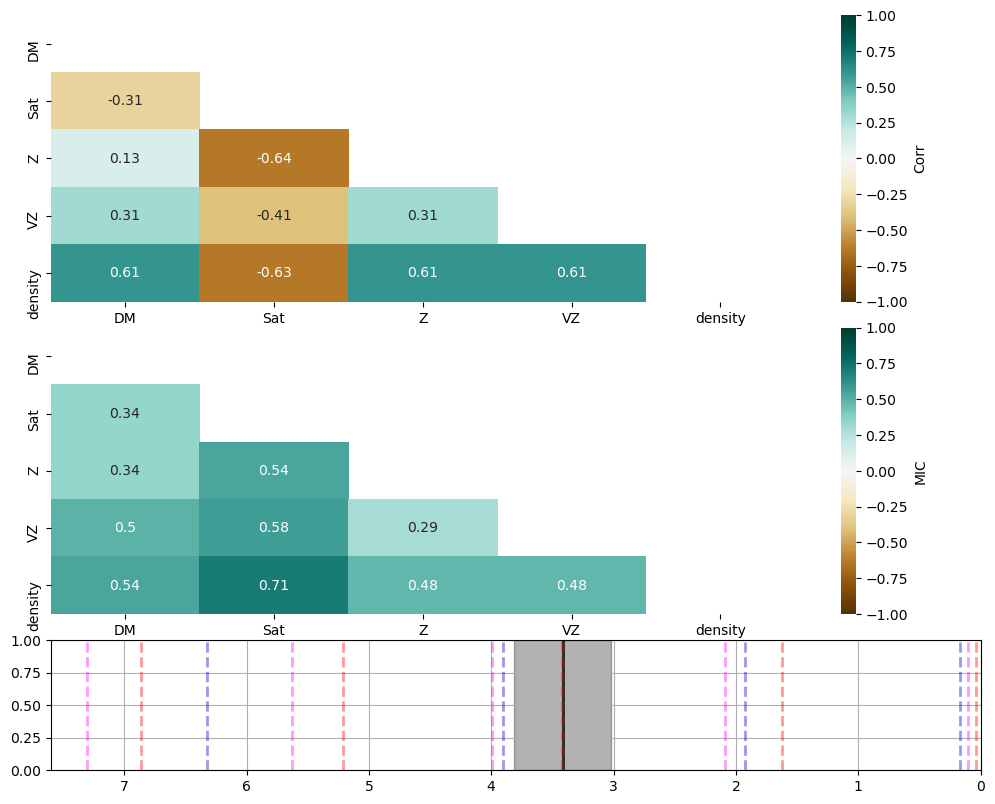 DM
Sat
-0.31
Z
0.13
-0.64
VZ
0.31
-0.41
0.31
density
0.61
-0.63
0.61
0.61
DM
Sat
Z
VZ
density
1.00
0.75
0.50
0.25
0.00
−0.25
−0.50
−0.75
−1.00
Corr
DM
Sat
0.34
Z
0.34
0.54
VZ
0.5
0.58
0.29
density
0.54
0.71
0.48
0.48
DM
Sat
Z
VZ
density
1.00
0.75
0.50
0.25
0.00
−0.25
−0.50
−0.75
−1.00
MIC
1.00
0.75
0.50
0.25
0.00
7
6
5
4
3
2
1
0